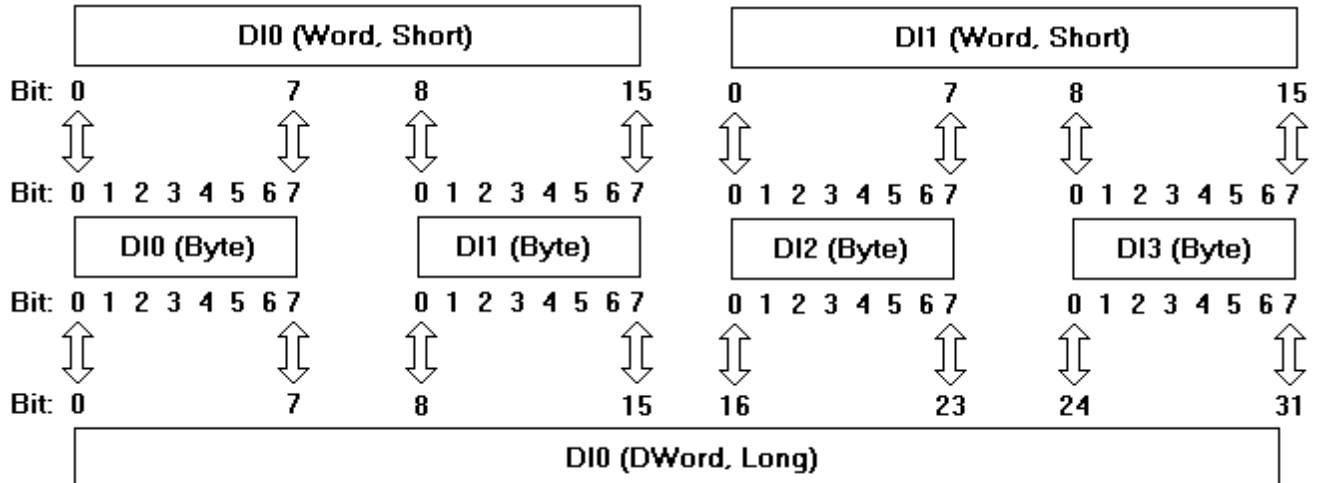 DI0 (Word, Short) DI1 (Word, Short)
Bit: 0 7 8 15 0 7 8 15
Bit: 0 1 2 3 4 5 6 7 0 1 2 3 4 5 6 7 0 1 2 3 4 5 6 7 0 1 2 3 4 5 6 7
DI0 (Byte) DI1 (Byte) DI2 (Byte) DI3 (Byte)
Bit: 0 1 2 3 4 5 6 7 0 1 2 3 4 5 6 7 0 1 2 3 4 5 6 7 0 1 2 3 4 5 6 7
Bit: 0 7 8 15 16 23 24 31
DI0 (DWord, Long)